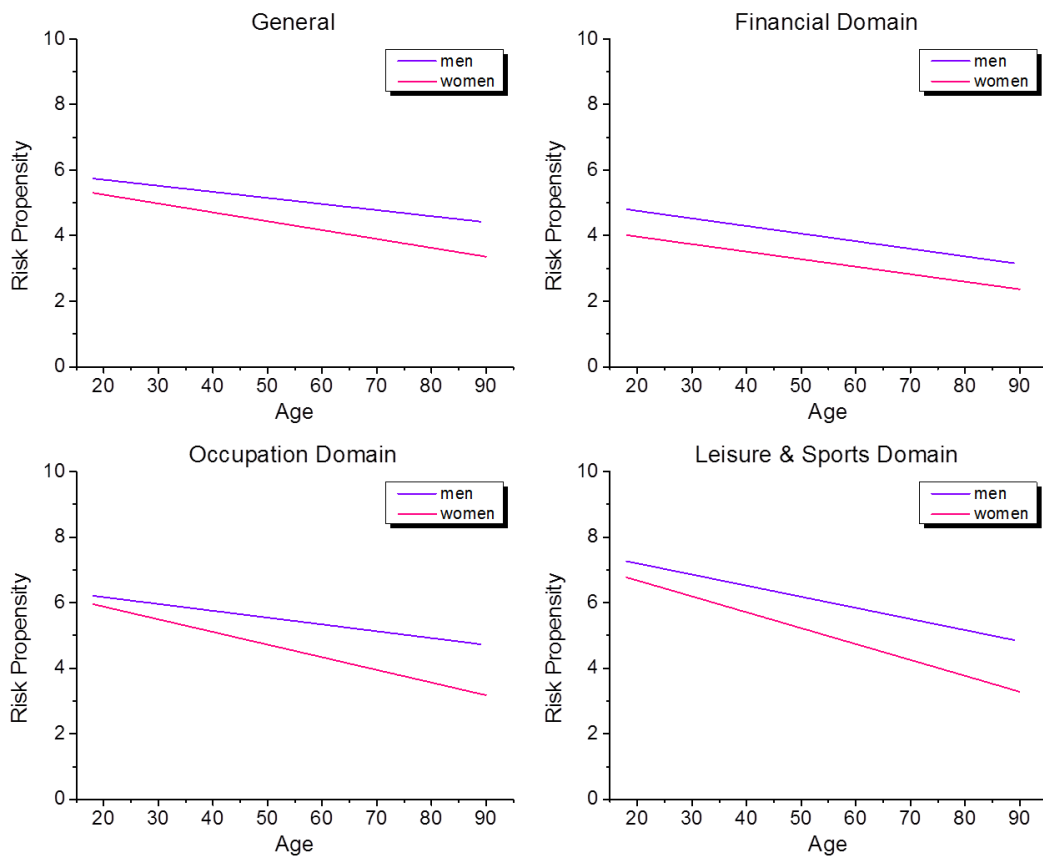 General
men
women
Risk Propensity
10
8
6
4
2
0
20 30 40 50 60 70 80 90
Age
Financial Domain
men
women
Risk Propensity
10
8
6
4
2
0
20 30 40 50 60 70 80 90
Age
Occupation Domain
men
women
Risk Propensity
10
8
6
4
2
0
20 30 40 50 60 70 80 90
Age
Leisure & Sports Domain
men
women
Risk Propensity
10
8
6
4
2
0
20 30 40 50 60 70 80 90
Age